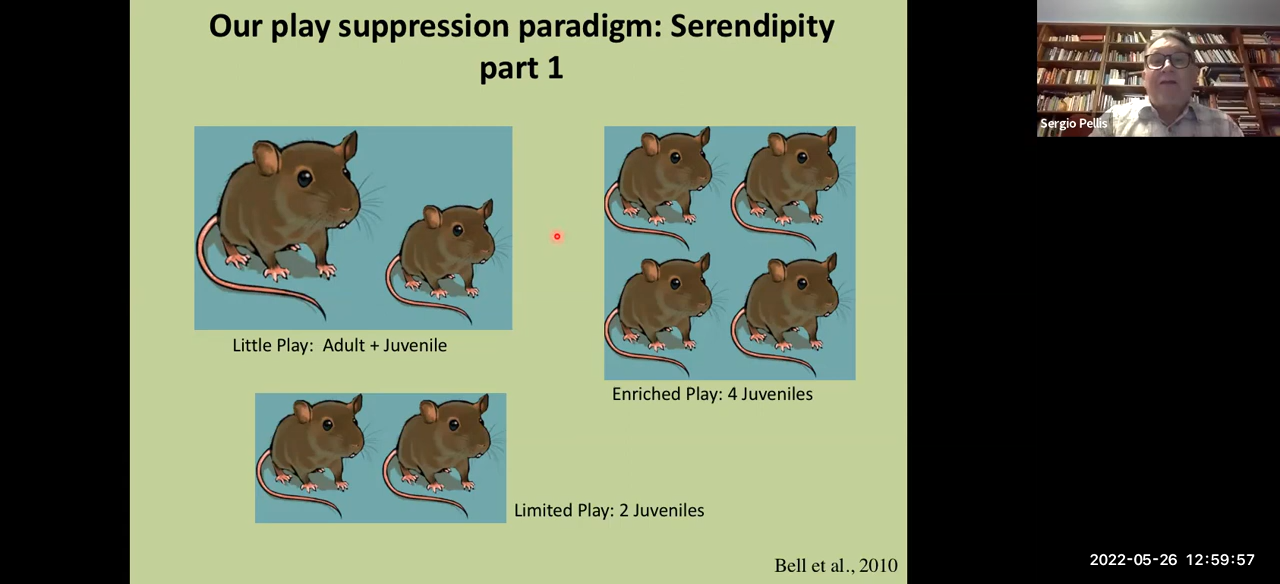 Our play suppression paradigm: Serendipity
part 1
Sergio Pellis
Little Play:  Adult + Juvenile
Enriched Play: 4 Juveniles
Limited Play: 2 Juveniles
Bell et al., 2010
2022-05-26 12:59:57